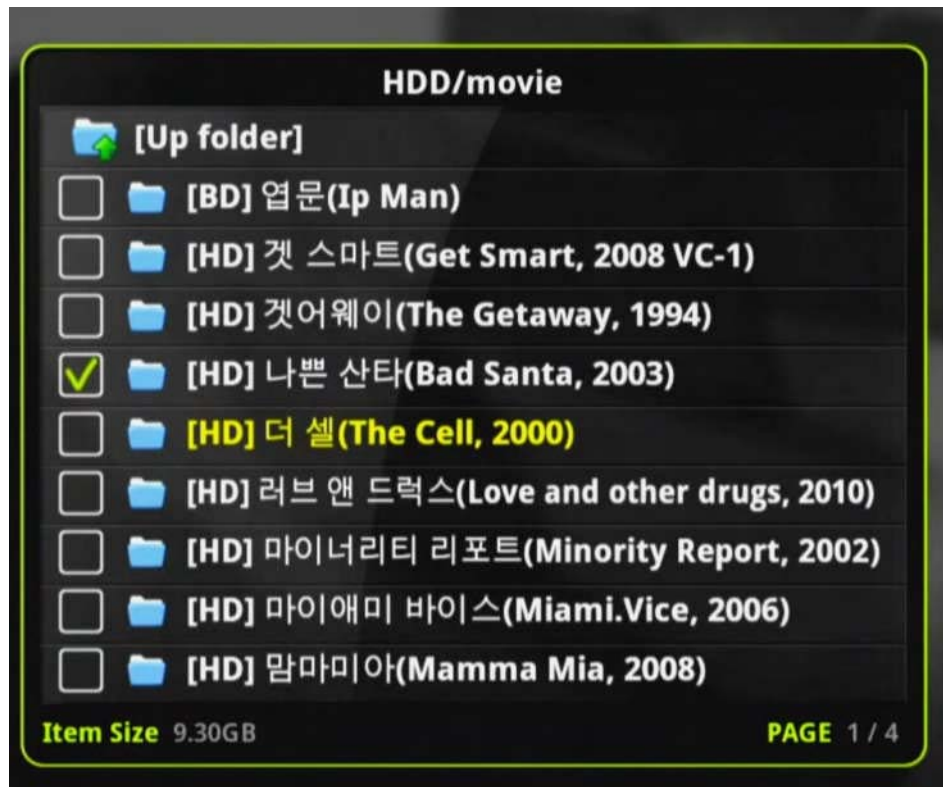 HDD/movie
[Up folder]
[BD] 엽문(Ip Man)
[HD] 겟 스마트(Get Smart, 2008 VC-1)
[HD] 겟어웨이(The Getaway, 1994)
[HD] 나쁜 산타(Bad Santa, 2003)
[HD] 더 셀(The Cell, 2000)
[HD] 러브 앤 드럭스(Love and other drugs, 2010)
[HD] 마이너리티 리포트(Minority Report, 2002)
[HD] 마이애미 바이스(Miami.Vice, 2006)
[HD] 맘마미아(Mamma Mia, 2008)
Item Size 9.30GB PAGE 1 / 4